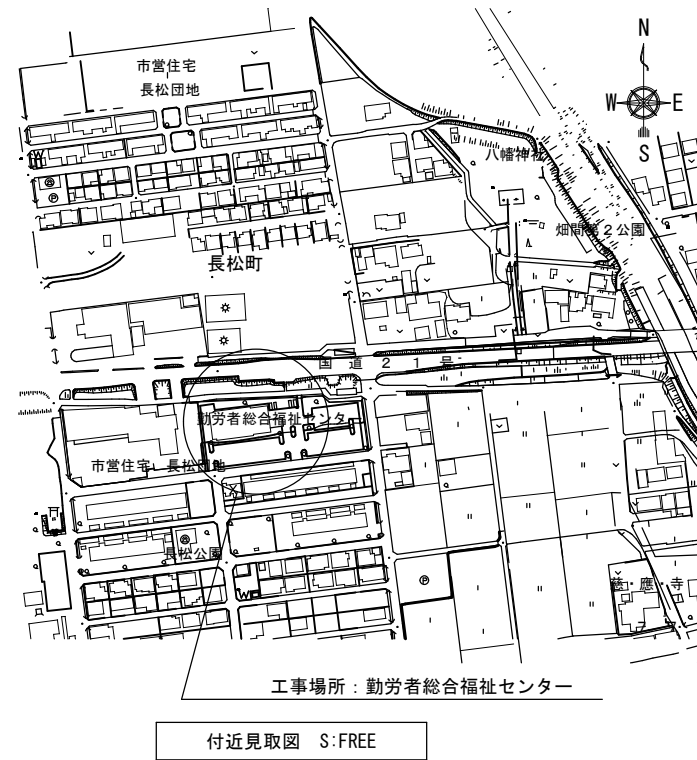 市営住宅
長松団地
N
W E
S
八幡神社
畑間第2公園
長松町
国道21号
勤労者総合福祉センタ
市営住宅 長松団地
長松公園
慈・應・寺
工事場所：勤労者総合福祉センター
付近見取図 S:FREE